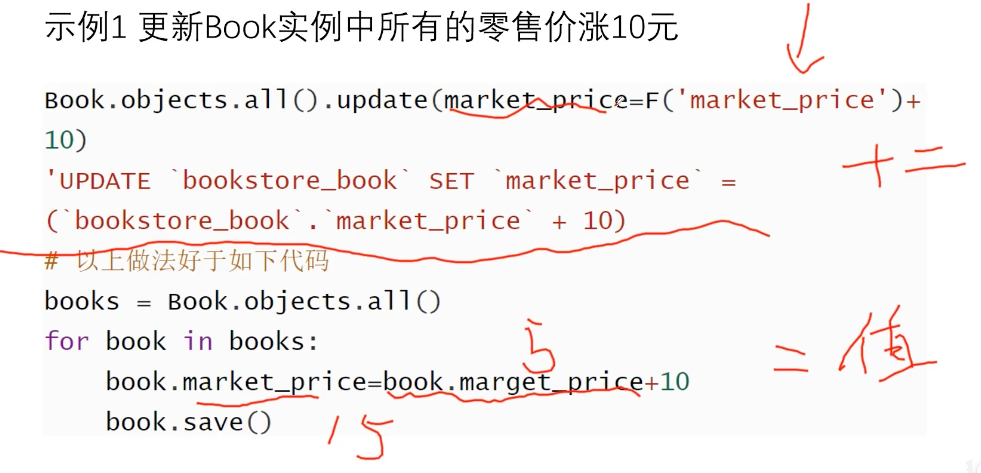 示例1 更新Book实例中所有的零售价涨10元
Book.objects.all().update(market_price=F('market_price')+
10)
'UPDATE `bookstore_book` SET `market_price` =
(`bookstore_book`.`market_price` + 10)
+=
# 以上做法好于如下代码
books = Book.objects.all()
for book in books:
5
book.market_price=book.marget_price+10
= 值
book.save()
15